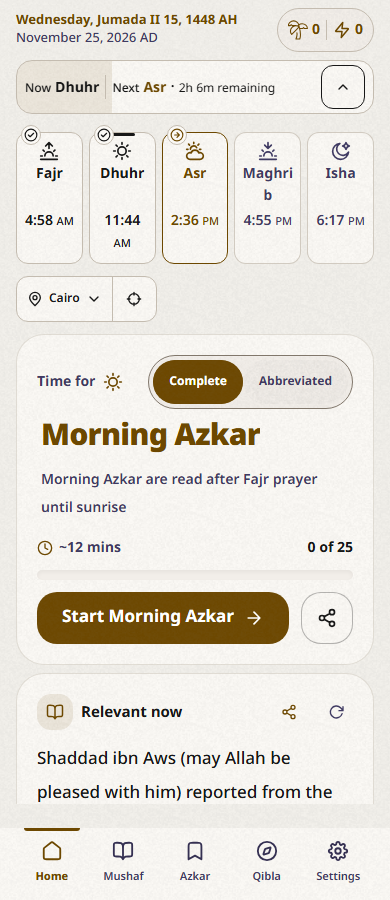 Wednesday, Jumada II 15, 1448 AH
November 25, 2026 AD
0
0
Now Dhuhr
Next Asr · 2h 6m remaining
Fajr
4:58 AM
Dhuhr
11:44
AM
Asr
2:36 PM
Maghri
b
4:55 PM
Isha
6:17 PM
Cairo
Time for
Complete
Abbreviated
Morning Azkar
Morning Azkar are read after Fajr prayer
until sunrise
~12 mins
0 of 25
Start Morning Azkar
Relevant now
Shaddad ibn Aws (may Allah be
pleased with him) reported from the
Home
Mushaf
Azkar
Qibla
Settings